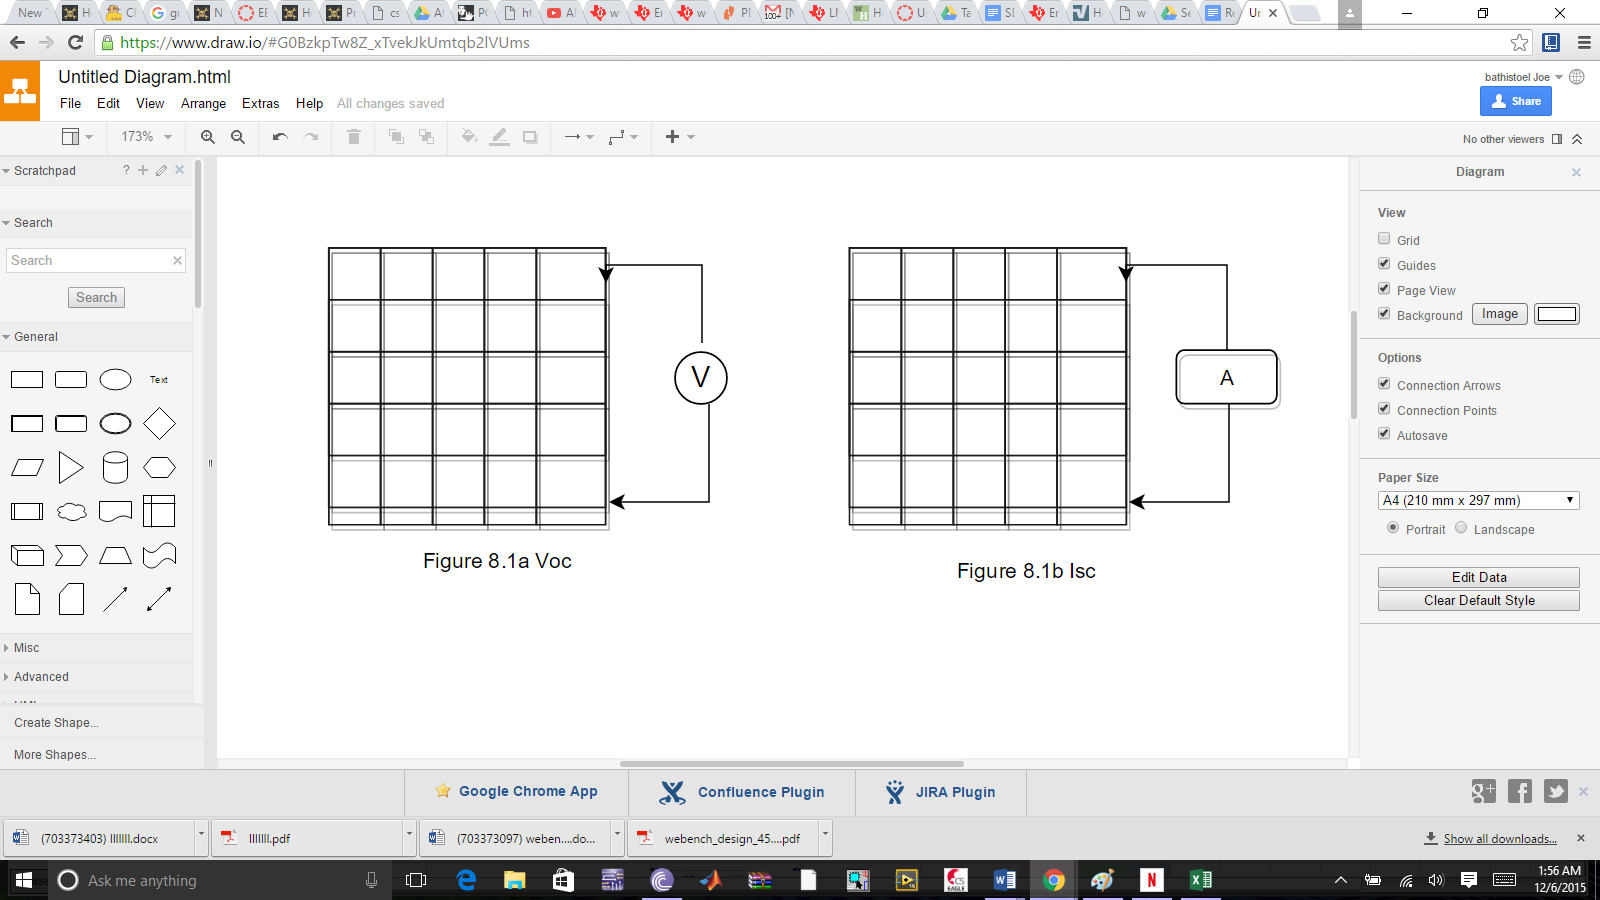 New
https://www.draw.io/#G0BzkpTw8Z_xTvekJkUmtqb2lVUms
Untitled Diagram.html
bathistoel Joe
File Edit View Arrange Extras Help All changes saved
Share
173%
No other viewers
Scratchpad
?
Search
Search
Search
General
Text
Misc
Advanced
Create Shape...
More Shapes...
V
Figure 8.1a Voc
A
Figure 8.1b Isc
Diagram
View
Grid
Guides
Page View
Background Image
Options
Connection Arrows
Connection Points
Autosave
Paper Size
A4 (210 mm x 297 mm)
Portrait Landscape
Edit Data
Clear Default Style
Google Chrome App Confluence Plugin JIRA Plugin
(703373403) lllllll.docx lllllll.pdf (703373097) weben....do... webench_design_45....pdf Show all downloads...
Ask me anything
1:56 AM
12/6/2015